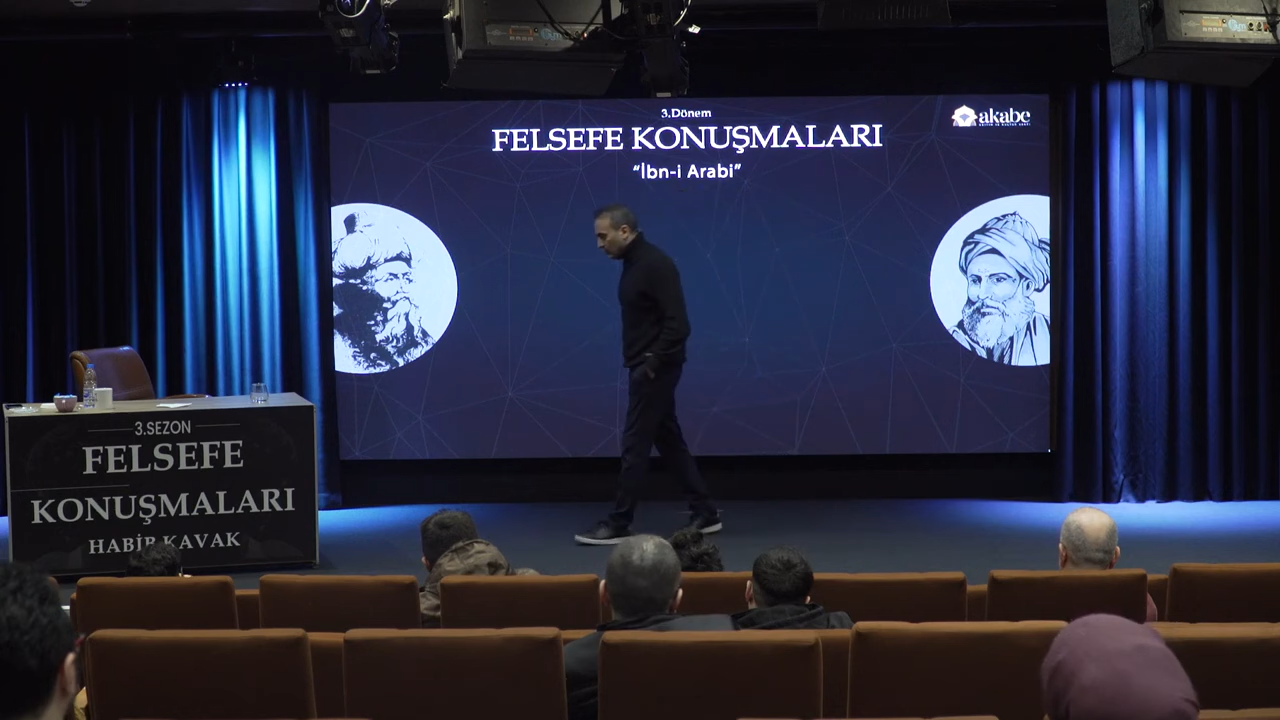 3.Dönem
FELSEFE KONUŞMALARI
“İbn-i Arabi”
akabe
3.SEZON
FELSEFE
KONUŞMALARI
HABİB KAVAK